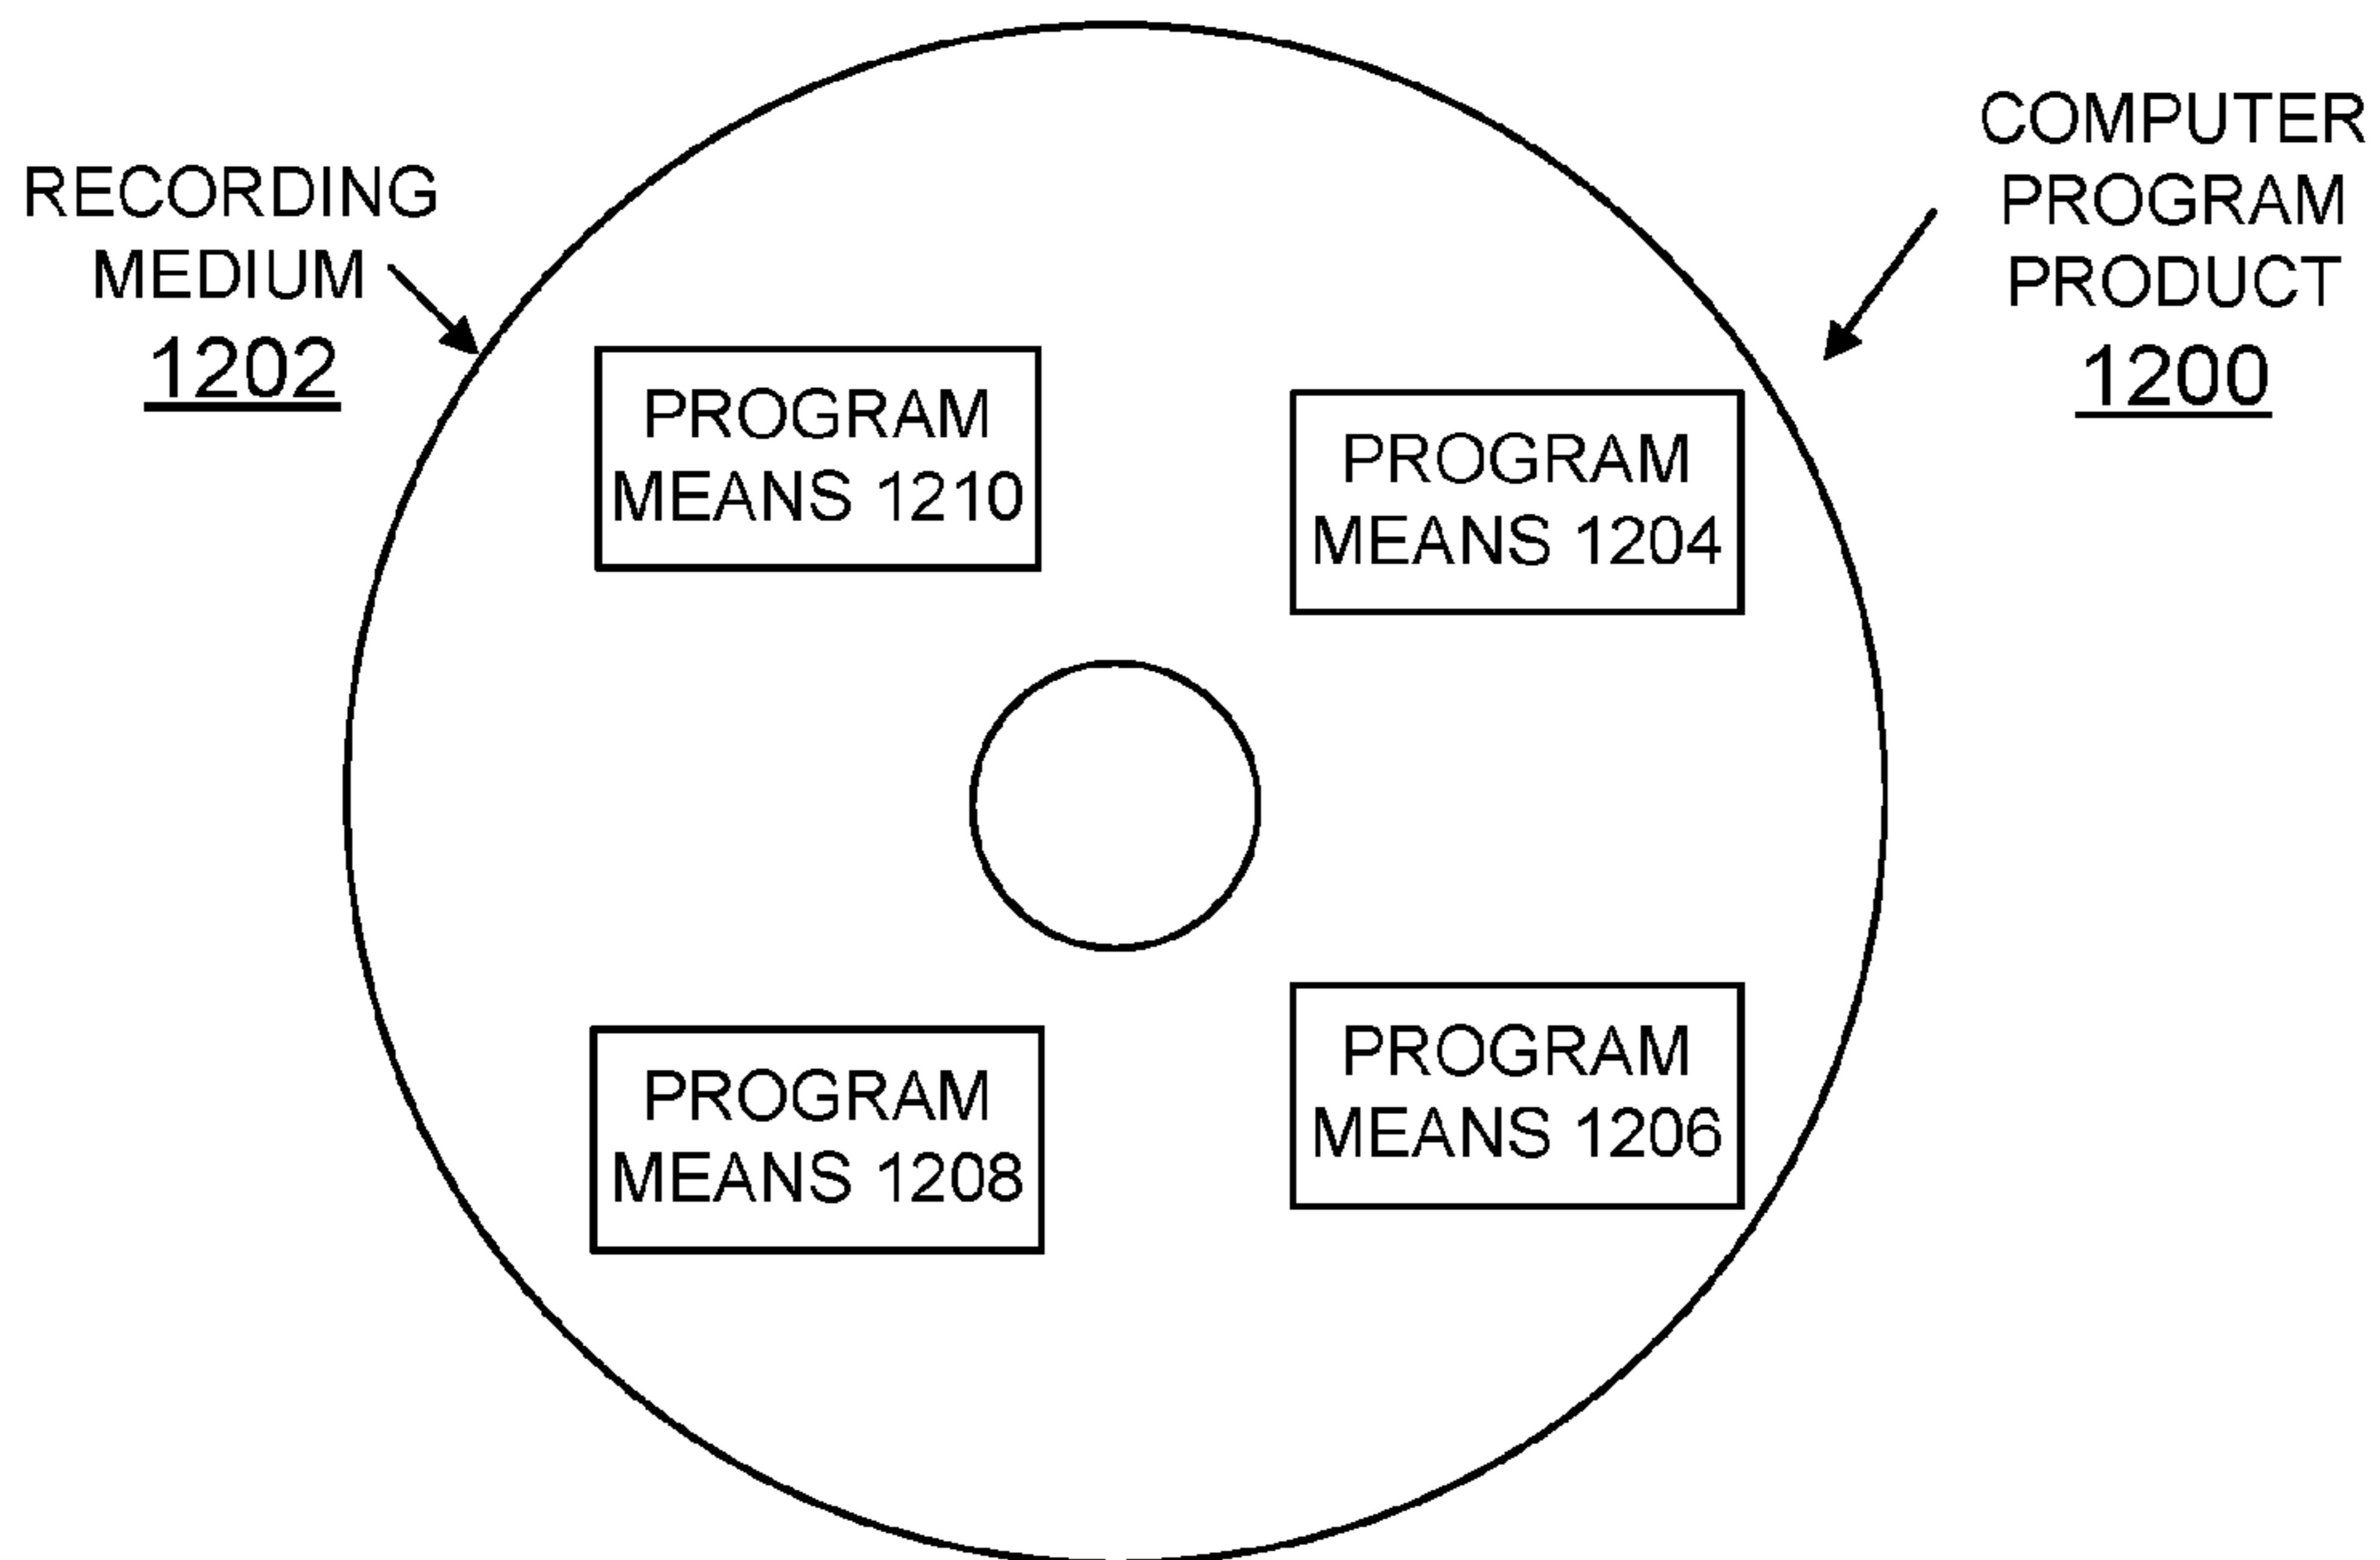 RECORDING
MEDIUM
1202
COMPUTER
PROGRAM
PRODUCT
1200
PROGRAM
MEANS 1210
PROGRAM
MEANS 1204
PROGRAM
MEANS 1208
PROGRAM
MEANS 1206